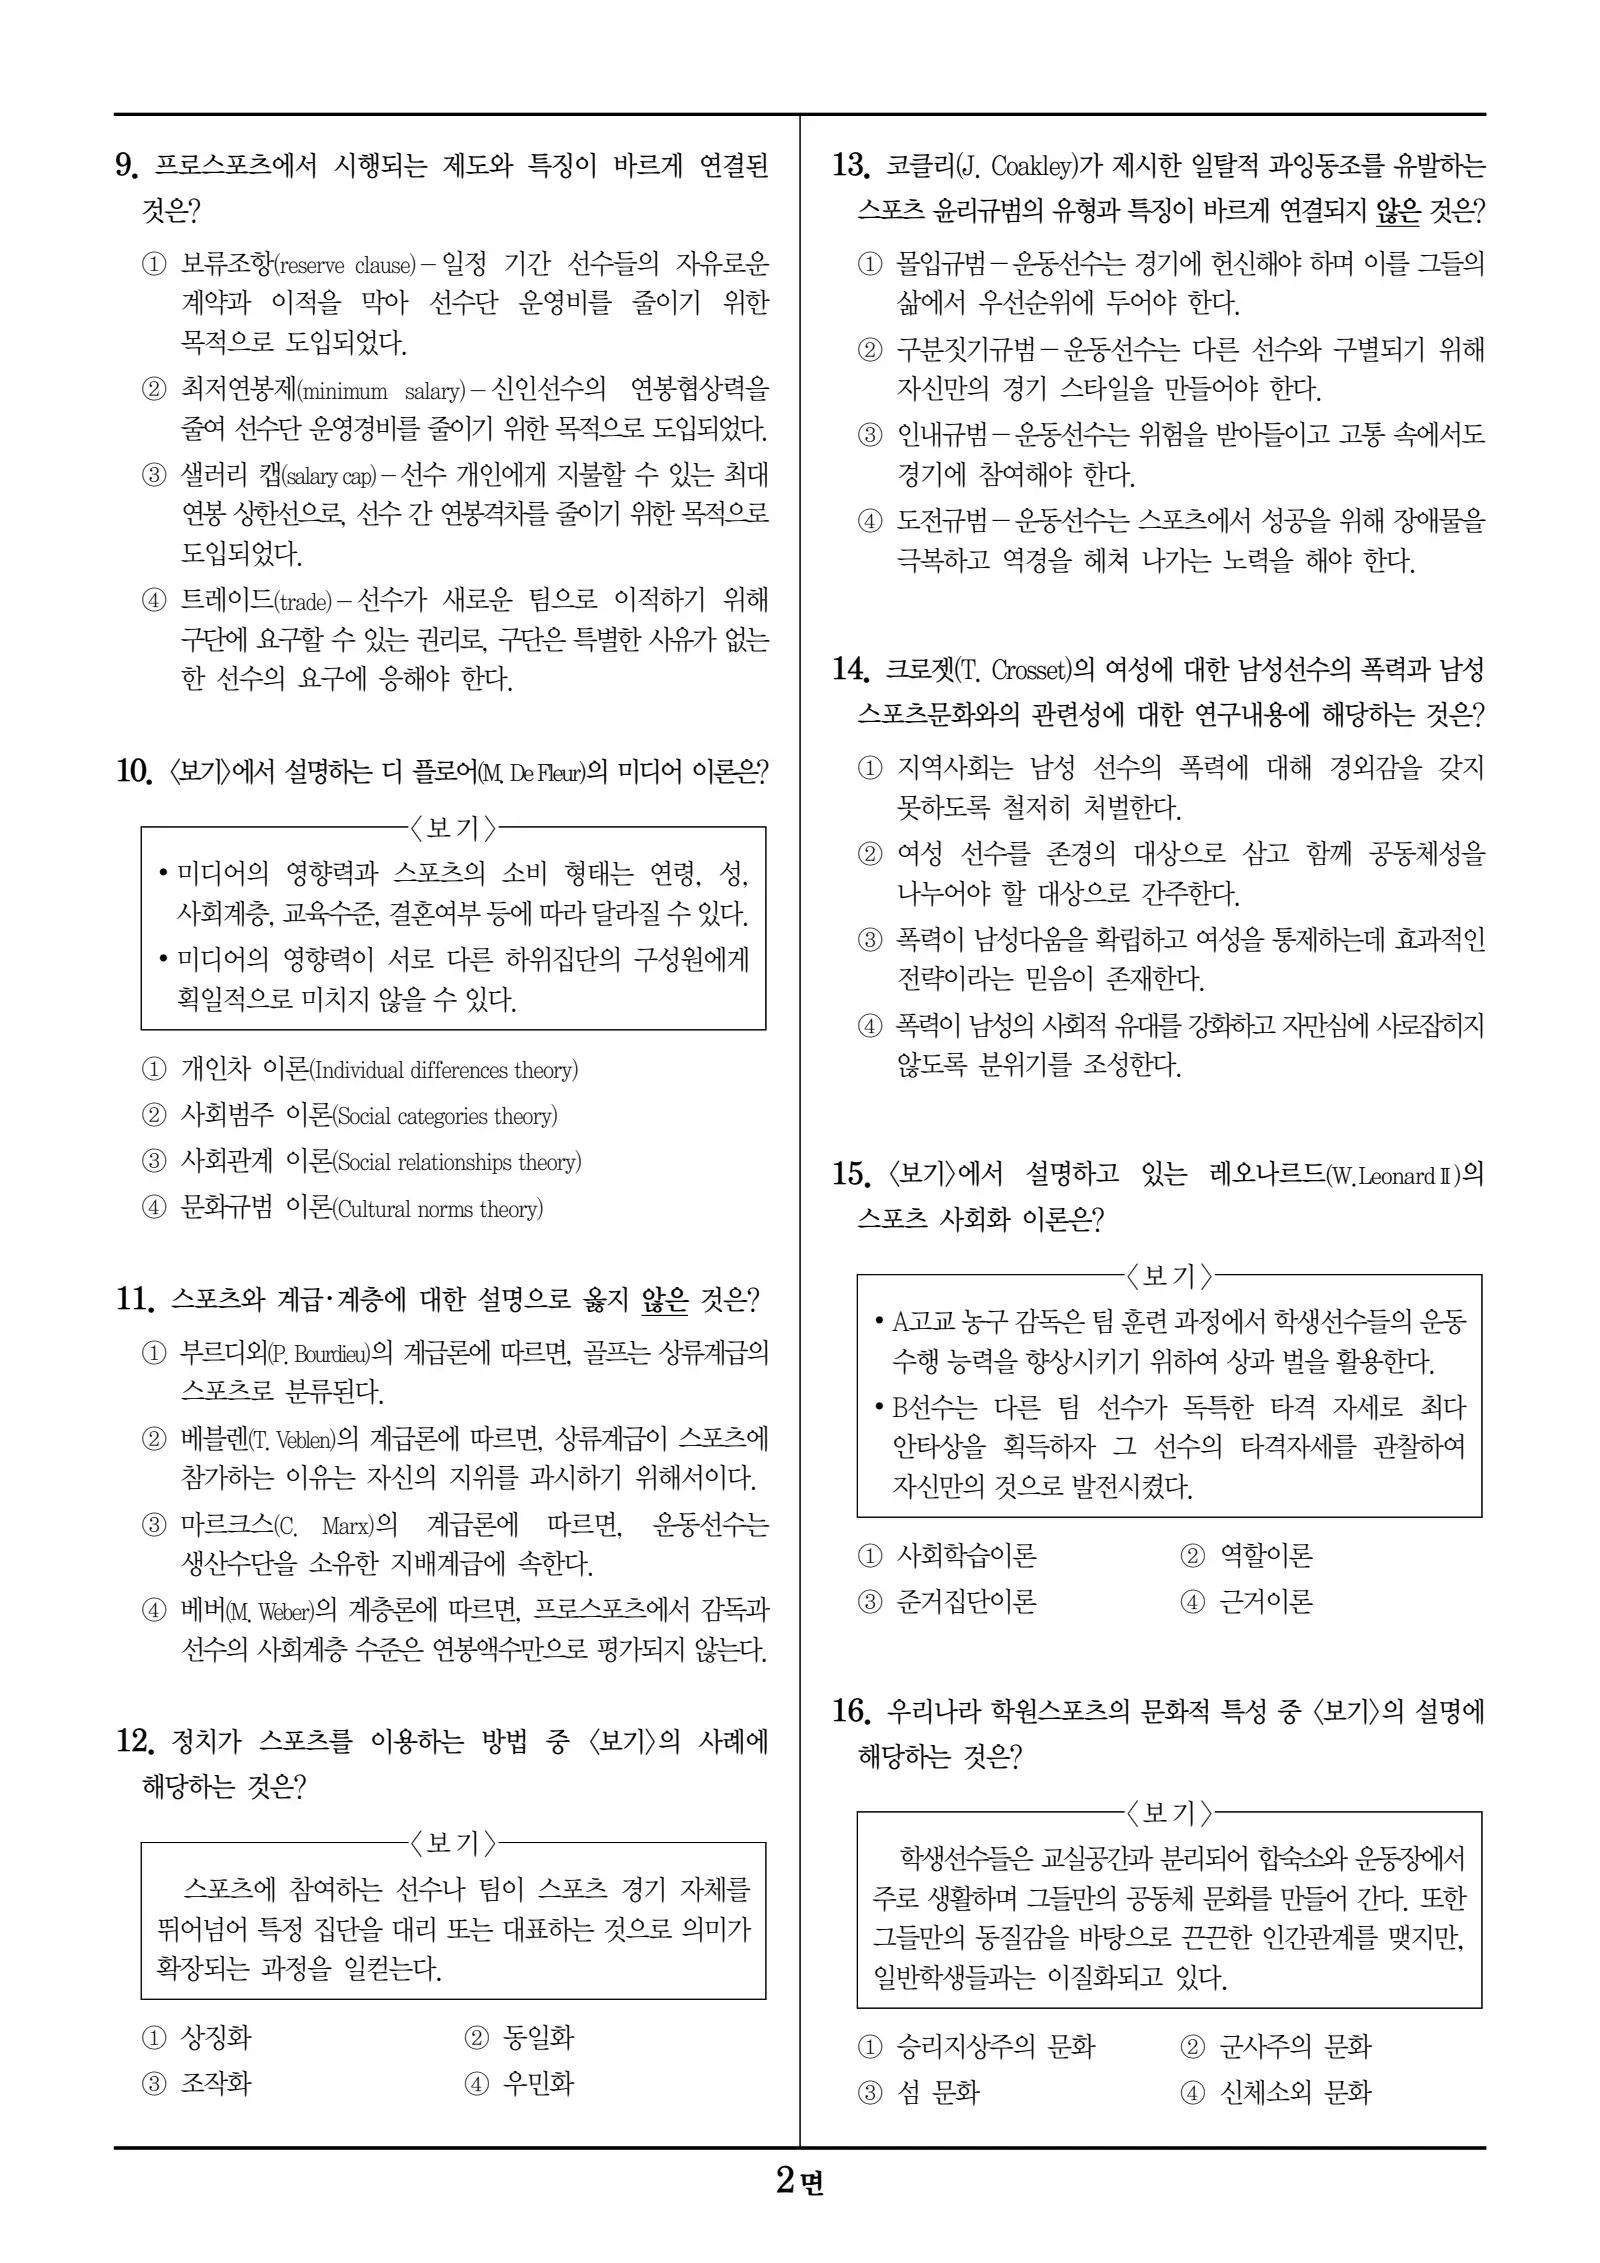 9. 프로스포츠에서 시행되는 제도와 특징이 바르게 연결된
것은?
① 보류조항(reserve clause)－일정 기간 선수들의 자유로운
계약과 이적을 막아 선수단 운영비를 줄이기 위한
목적으로 도입되었다.
② 최저연봉제(minimum salary)－신인선수의 연봉협상력을
줄여 선수단 운영경비를 줄이기 위한 목적으로 도입되었다.
③ 샐러리 캡(salary cap)－선수 개인에게 지불할 수 있는 최대
연봉 상한선으로, 선수 간 연봉격차를 줄이기 위한 목적으로
도입되었다.
④ 트레이드(trade)－선수가 새로운 팀으로 이적하기 위해
구단에 요구할 수 있는 권리로, 구단은 특별한 사유가 없는
한 선수의 요구에 응해야 한다.
10. 〈보기〉에서 설명하는 디 플로어(M. De Fleur)의 미디어 이론은?
〈보 기〉
• 미디어의 영향력과 스포츠의 소비 형태는 연령, 성,
사회계층, 교육수준, 결혼여부 등에 따라 달라질 수 있다.
• 미디어의 영향력이 서로 다른 하위집단의 구성원에게
획일적으로 미치지 않을 수 있다.
① 개인차 이론(Individual differences theory)
② 사회범주 이론(Social categories theory)
③ 사회관계 이론(Social relationships theory)
④ 문화규범 이론(Cultural norms theory)
11. 스포츠와 계급·계층에 대한 설명으로 옳지 않은 것은?
① 부르디외(P. Bourdieu)의 계급론에 따르면, 골프는 상류계급의
스포츠로 분류된다.
② 베블렌(T. Veblen)의 계급론에 따르면, 상류계급이 스포츠에
참가하는 이유는 자신의 지위를 과시하기 위해서이다.
③ 마르크스(C. Marx)의 계급론에 따르면, 운동선수는
생산수단을 소유한 지배계급에 속한다.
④ 베버(M. Weber)의 계층론에 따르면, 프로스포츠에서 감독과
선수의 사회계층 수준은 연봉액수만으로 평가되지 않는다.
12. 정치가 스포츠를 이용하는 방법 중 〈보기〉의 사례에
해당하는 것은?
〈보 기〉
스포츠에 참여하는 선수나 팀이 스포츠 경기 자체를
뛰어넘어 특정 집단을 대리 또는 대표하는 것으로 의미가
확장되는 과정을 일컫는다.
① 상징화 ② 동일화
③ 조작화 ④ 우민화
13. 코클리(J. Coakley)가 제시한 일탈적 과잉동조를 유발하는
스포츠 윤리규범의 유형과 특징이 바르게 연결되지 않은 것은?
① 몰입규범－운동선수는 경기에 헌신해야 하며 이를 그들의
삶에서 우선순위에 두어야 한다.
② 구분짓기규범－운동선수는 다른 선수와 구별되기 위해
자신만의 경기 스타일을 만들어야 한다.
③ 인내규범－운동선수는 위험을 받아들이고 고통 속에서도
경기에 참여해야 한다.
④ 도전규범－운동선수는 스포츠에서 성공을 위해 장애물을
극복하고 역경을 헤쳐 나가는 노력을 해야 한다.
14. 크로젯(T. Crosset)의 여성에 대한 남성선수의 폭력과 남성
스포츠문화와의 관련성에 대한 연구내용에 해당하는 것은?
① 지역사회는 남성 선수의 폭력에 대해 경외감을 갖지
못하도록 철저히 처벌한다.
② 여성 선수를 존경의 대상으로 삼고 함께 공동체성을
나누어야 할 대상으로 간주한다.
③ 폭력이 남성다움을 확립하고 여성을 통제하는데 효과적인
전략이라는 믿음이 존재한다.
④ 폭력이 남성의 사회적 유대를 강화하고 자만심에 사로잡히지
않도록 분위기를 조성한다.
15. 〈보기〉에서 설명하고 있는 레오나르드(W.LeonardⅡ)의
스포츠 사회화 이론은?
〈보 기〉
• A고교 농구 감독은 팀 훈련 과정에서 학생선수들의 운동
수행 능력을 향상시키기 위하여 상과 벌을 활용한다.
• B선수는 다른 팀 선수가 독특한 타격 자세로 최다
안타상을 획득하자 그 선수의 타격자세를 관찰하여
자신만의 것으로 발전시켰다.
① 사회학습이론 ② 역할이론
③ 준거집단이론 ④ 근거이론
16. 우리나라 학원스포츠의 문화적 특성 중 〈보기〉의 설명에
해당하는 것은?
〈보 기〉
학생선수들은 교실공간과 분리되어 합숙소와 운동장에서
주로 생활하며 그들만의 공동체 문화를 만들어 간다. 또한
그들만의 동질감을 바탕으로 끈끈한 인간관계를 맺지만,
일반학생들과는 이질화되고 있다.
① 승리지상주의 문화 ② 군사주의 문화
③ 섬 문화 ④ 신체소외 문화
2면